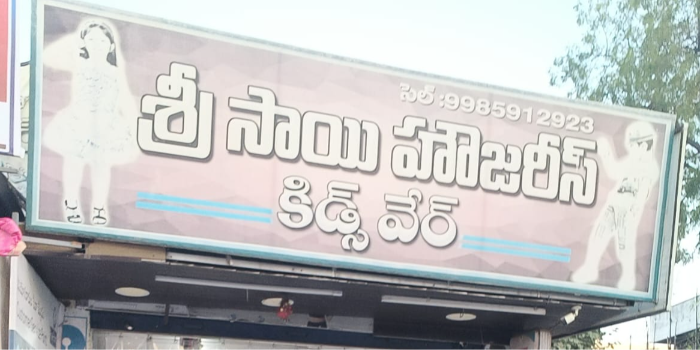 సెల్ :9985912923
శ్రీ సాయి హౌజరీస్
కిడ్స్ వేర్